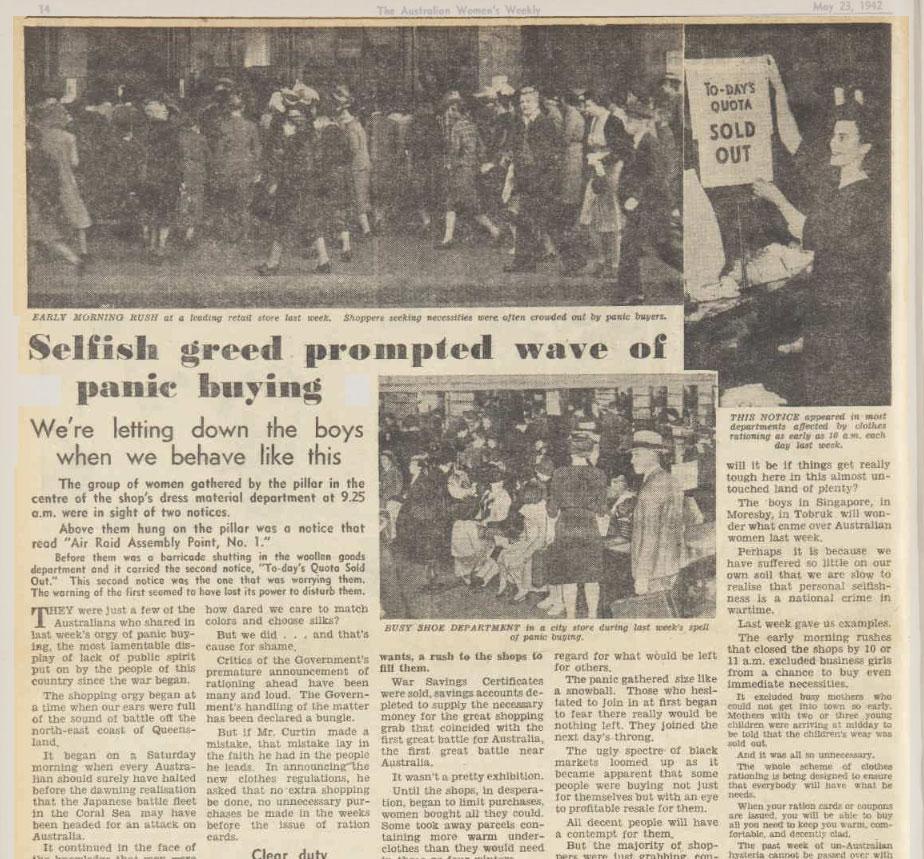 14
The Australian Women's Weekly
May 23, 1942
TO-DAY'S
QUOTA
SOLD
OUT
EARLY MORNING RUSH at a leading retail store last week. Shoppers seeking necessities were often crowded out by panic buyers.
Selfish greed prompted wave of
panic buying
We're letting down the boys
when we behave like this
The group of women gathered by the pillar in the
centre of the shop's dress material department at 9.25
a.m. were in sight of two notices.
Above them hung on the pillar was a notice that
read "Air Raid Assembly Point, No. 1."
Before them was a barricade shutting in the woollen goods
department and it carried the second notice, "To-day's Quota Sold
Out." This second notice was the one that was worrying them.
The warning of the first seemed to have lost its power to disturb them.
THEY were just a few of the
Australians who shared in
last week's orgy of panic buy-
ing, the most lamentable dis-
play of lack of public spirit
put on by the people of this
country since the war began.
The shopping orgy began at
a time when our ears were full
of the sound of battle off the
north-east coast of Queens-
land.
It began on a Saturday
morning when every Austra-
lian should surely have halted
before the dawning realisation
that the Japanese battle fleet
in the Coral Sea may have
been headed for an attack on
Australia.
It continued in the face of
how dared we care to match
colors and choose silks?
But we did . . . and that's
cause for shame.
Critics of the Government's
premature announcement of
rationing ahead have been
many and loud. The Govern-
ment's handling of the matter
has been declared a bungle.
But if Mr. Curtin made a
mistake, that mistake lay in
the faith he had in the people
he leads. In announcing the
new clothes regulations, he
asked that no extra shopping
be done, no unnecessary pur-
chases be made in the weeks
before the issue of ration
cards.
Clear duty
BUSY SHOE DEPARTMENT in a city store during last week's spell
of panic buying.
wants, a rush to the shops to
fill them.
War Savings Certificates
were sold, savings accounts de-
pleted to supply the necessary
money for the great shopping
grab that coincided with the
first great battle for Australia,
the first great battle near
Australia.
It wasn't a pretty exhibition.
Until the shops, in despera-
tion, began to limit purchases,
women bought all they could.
Some took away parcels con-
taining more warm under-
clothes than they would need
regard for what would be left
for others.
The panic gathered size like
a snowball. Those who hesi-
tated to join in at first began
to fear there really would be
nothing left. They joined the
next day's throng.
The ugly spectre of black
markets loomed up as it
became apparent that some
people were buying not just
for themselves but with an eye
to profitable resale for them.
All decent people will have
a contempt for them.
But the majority of shop-
pers were just grabbing, con-
THIS NOTICE appeared in most
departments affected by clothes
rationing as early as 10 a.m. each
day last week.
will it be if things get really
tough here in this almost un-
touched land of plenty?
The boys in Singapore, in
Moresby, in Tobruk will won-
der what came over Australian
women last week.
Perhaps it is because we
have suffered so little on our
own soil that we are slow to
realise that personal selfish-
ness is a national crime in
wartime.
Last week gave us examples.
The early morning rushes
that closed the shops by 10 or
11 a.m. excluded business girls
from a chance to buy even
immediate necessities.
It excluded busy mothers who
could not get into town so early.
Mothers with two or three young
children were arriving at midday to
be told that the children's wear was
sold out.
And it was all so unnecessary.
The whole scheme of clothes
rationing is being designed to ensure
that everybody will have what he
needs.
When your ration cards or coupons
are issued, you will be able to buy
all you need to keep you warm, com-
fortable, and decently clad.
The past week of un-Australian
hysteria cannot be passed over with